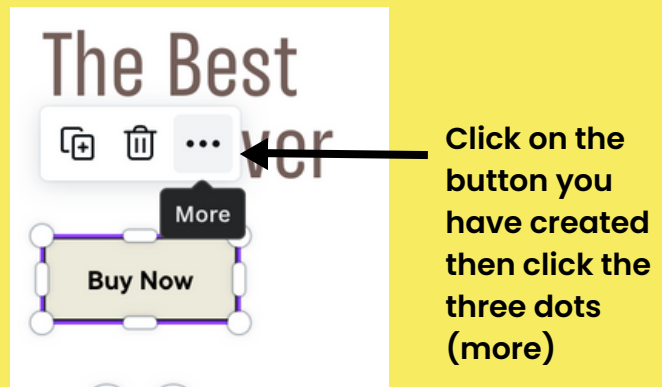 The Best
ver
More
Buy Now
Click on the
button you
have created
then click the
three dots
(more)